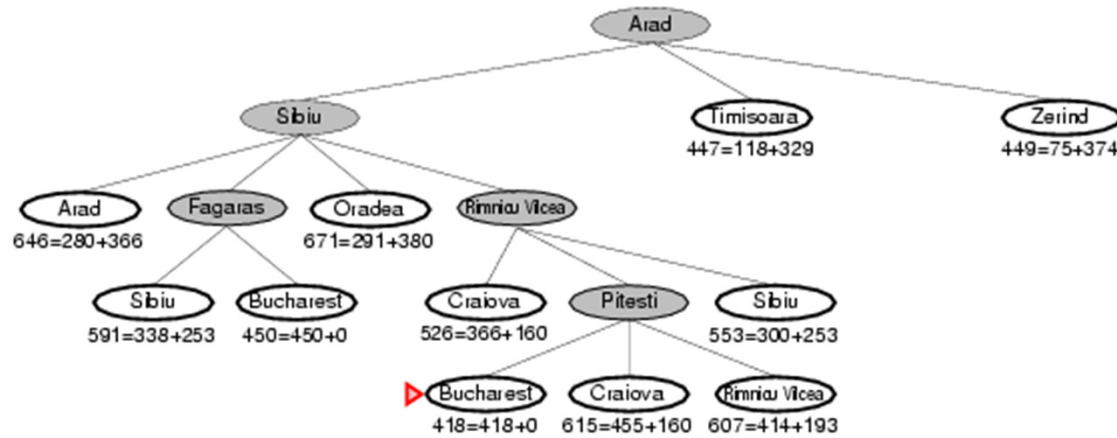 Arad
Sibiu
Timisoara
Zerind
447=118+329
449=75+374
Arad
Fagaras
Oradea
Rimnicu Vilcea
646=280+366
671=291+380
Sibiu
Bucharest
Craiova
Pitesti
Sibiu
591=338+253
450=450+0
526=366+160
553=300+253
Bucharest
Craiova
Rimnicu Vilcea
418=418+0
615=455+160
607=414+193